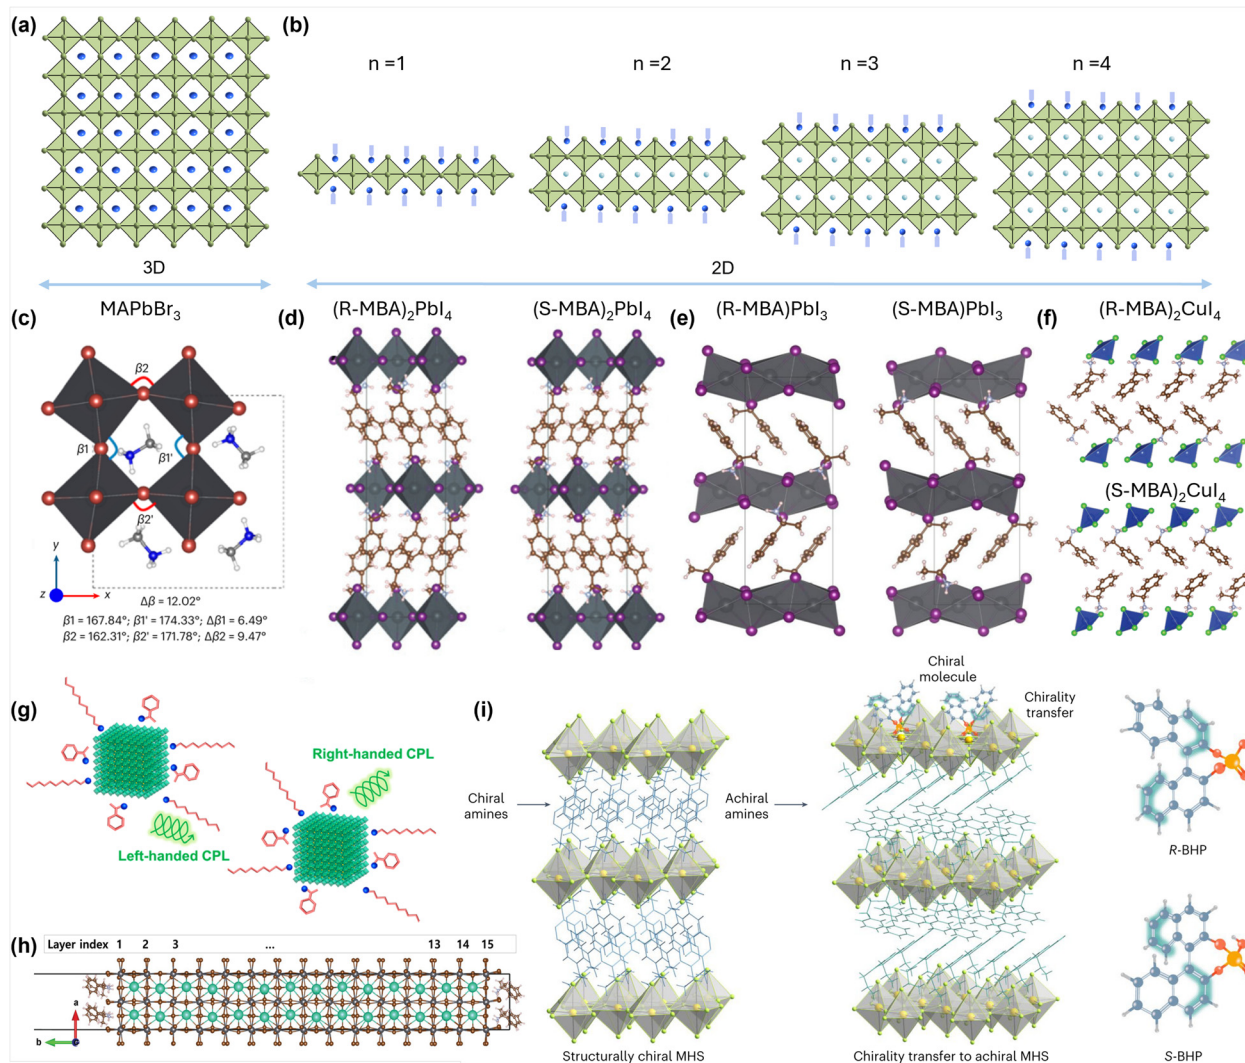 (a)
(b)
n =1
n =2
n =3
n =4
3D
2D
(c)
MAPbBr3
β2
β1
β1'
β2'
y
z
x
Δβ = 12.02°
β1 = 167.84°; β1' = 174.33°; Δβ1 = 6.49°
β2 = 162.31°; β2' = 171.78°; Δβ2 = 9.47°
(d)
(R-MBA)2PbI4
(S-MBA)2PbI4
(e)
(R-MBA)PbI3
(S-MBA)PbI3
(f)
(R-MBA)2CuI4
(S-MBA)2CuI4
(g)
Right-handed CPL
Left-handed CPL
(h)
Layer index 1 2 3 ... 13 14 15
a
b
(i)
Chiral
amines
Structurally chiral MHS
Chiral
molecule
Chirality
transfer
Achiral
amines
Chirality transfer to achiral MHS
R-BHP
S-BHP